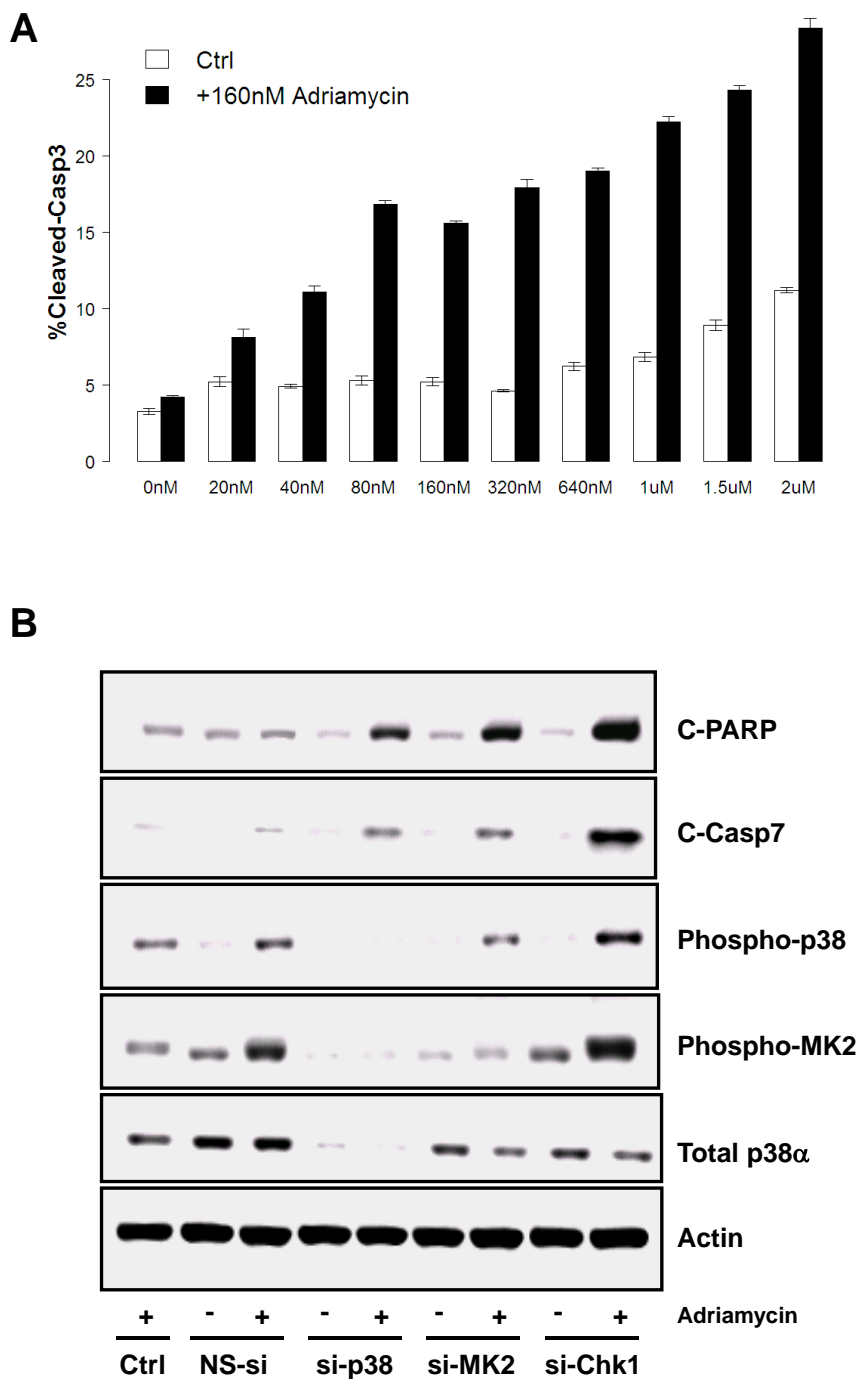 A
Ctrl
+160nM Adriamycin
%Cleaved-Casp3
25
20
15
10
5
0
0nM 20nM 40nM 80nM 160nM 320nM 640nM 1uM 1.5uM 2uM
B
C-PARP
C-Casp7
Phospho-p38
Phospho-MK2
Total p38α
Actin
+ - + - + - + - + Adriamycin
Ctrl NS-si si-p38 si-MK2 si-Chk1